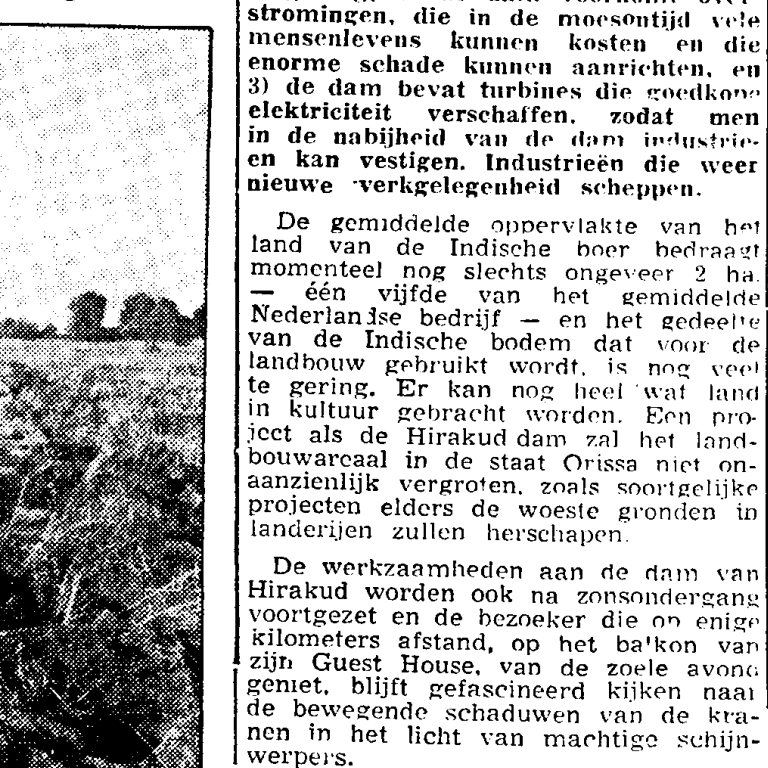 stromingen, die in de moesontijd vele
mensenlevens kunnen kosten en die
enorme schade kunnen aanrichten, en
3) de dam bevat turbines die goedkope
elektriciteit verschaffen, zodat men
in de nabijheid van de dam industrie-
en kan vestigen. Industrieën die weer
nieuwe verkgelegenheid scheppen.
De gemiddelde oppervlakte van het
land van de Indische boer bedraagt
momenteel nog slechts ongeveer 2 ha.
— één vijfde van het gemiddelde
Nederlandse bedrijf — en het gedeelte
van de Indische bodem dat voor de
landbouw gebruikt wordt, is nog veel
te gering. Er kan nog heel wat land
in kultuur gebracht worden. Een pro-
ject als de Hirakud dam zal het land-
bouwareaal in de staat Orissa niet on-
aanzienlijk vergroten, zoals soortgelijke
projecten elders de woeste gronden in
landerijen zullen herschapen.
De werkzaamheden aan de dam van
Hirakud worden ook na zonsondergang
voortgezet en de bezoeker die op enige
kilometers afstand, op het balkon van
zijn Guest House, van de zoele avond
geniet, blijft gefascineerd kijken naar
de bewegende schaduwen van de kra-
nen in het licht van machtige schijn-
werpers.